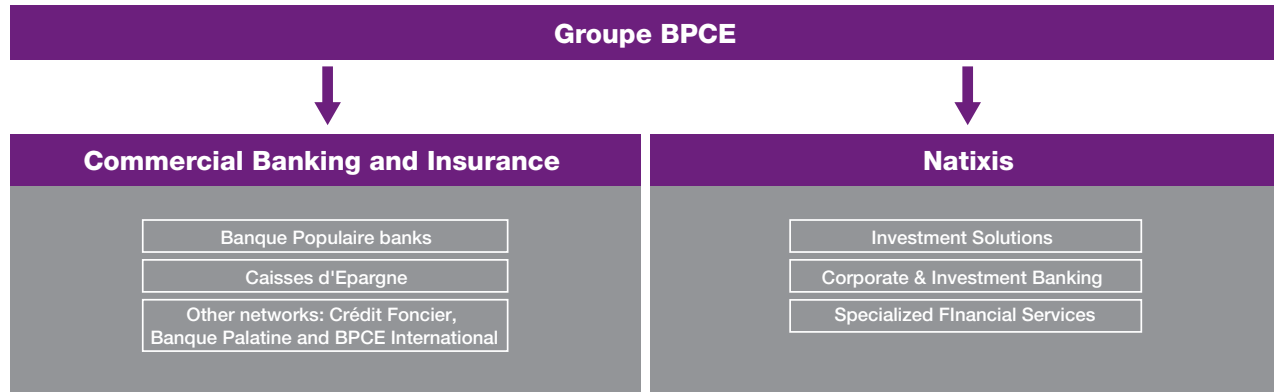 Groupe BPCE
Commercial Banking and Insurance
Banque Populaire banks
Caisses d'Epargne
Other networks: Crédit Foncier,
Banque Palatine and BPCE International
Natixis
Investment Solutions
Corporate & Investment Banking
Specialized FInancial Services